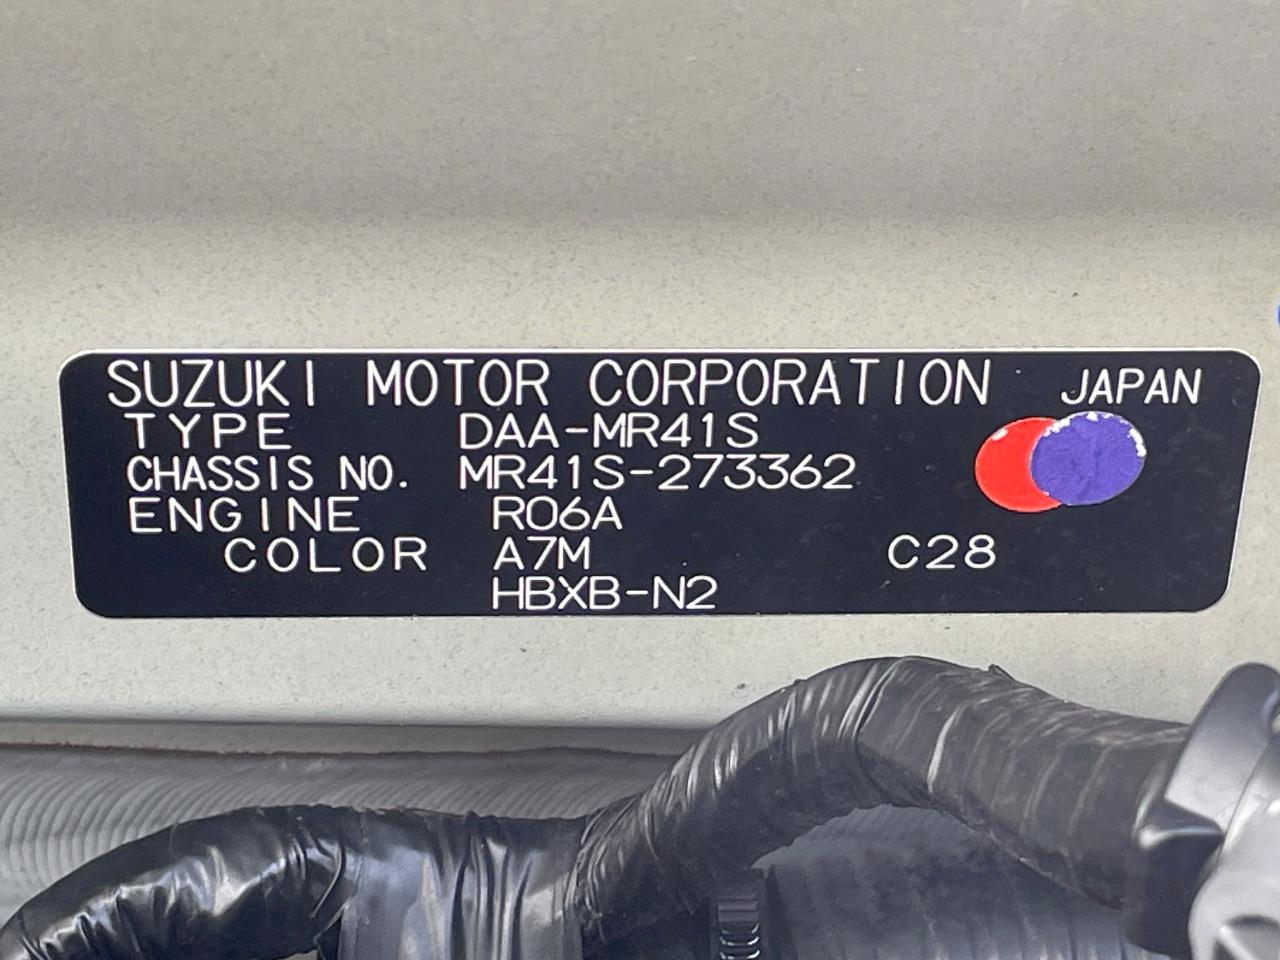 SUZUKI MOTOR CORPORATION JAPAN
TYPE DAA-MR41S
CHASSIS NO. MR41S-273362
ENGINE R06A
COLOR A7M C28
HBXB-N2